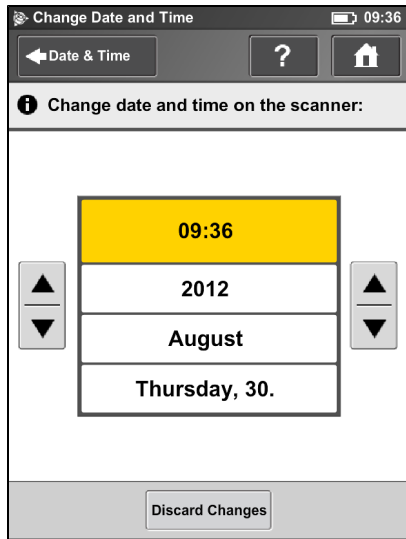 Change Date and Time 09:36
Date & Time ?
Change date and time on the scanner:
09:36
2012
August
Thursday, 30.
Discard Changes